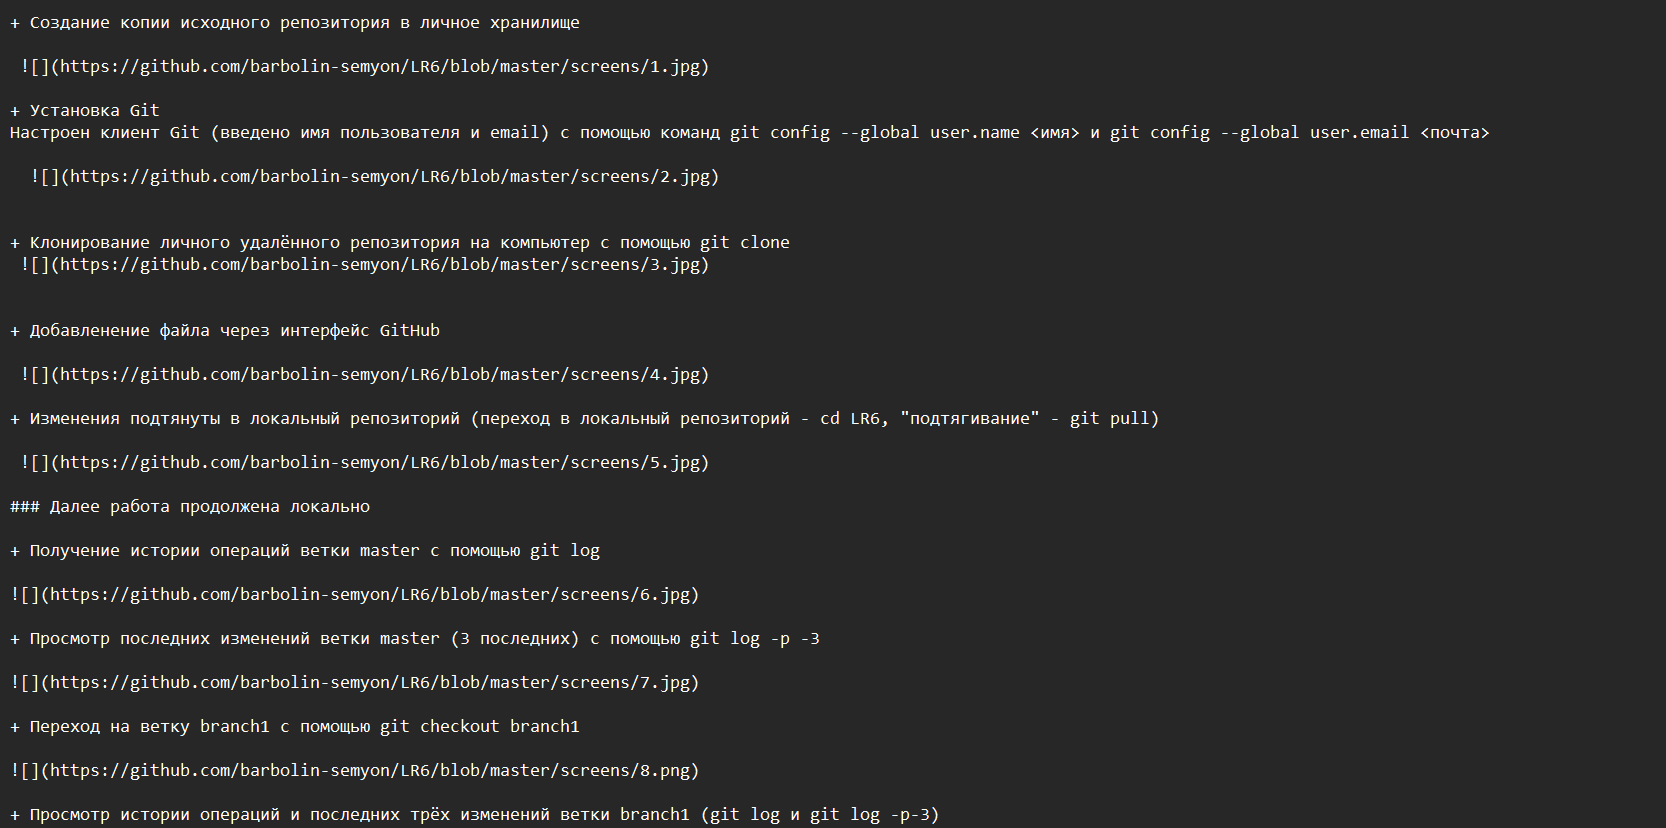 + Создание копии исходного репозитория в личное хранилище
![](https://github.com/barbolin-semyon/LR6/blob/master/screens/1.jpg)
+ Установка Git
Настроен клиент Git (введено имя пользователя и email) с помощью команд git config --global user.name <имя> и git config --global user.email <почта>
![](https://github.com/barbolin-semyon/LR6/blob/master/screens/2.jpg)
+ Клонирование личного удалённого репозитория на компьютер с помощью git clone
![](https://github.com/barbolin-semyon/LR6/blob/master/screens/3.jpg)
+ Добавленение файла через интерфейс GitHub
![](https://github.com/barbolin-semyon/LR6/blob/master/screens/4.jpg)
+ Изменения подтянуты в локальный репозиторий (переход в локальный репозиторий - cd LR6, "подтягивание" - git pull)
![](https://github.com/barbolin-semyon/LR6/blob/master/screens/5.jpg)
### Далее работа продолжена локально
+ Получение истории операций ветки master с помощью git log
![](https://github.com/barbolin-semyon/LR6/blob/master/screens/6.jpg)
+ Просмотр последних изменений ветки master (3 последних) с помощью git log -p -3
![](https://github.com/barbolin-semyon/LR6/blob/master/screens/7.jpg)
+ Переход на ветку branch1 с помощью git checkout branch1
![](https://github.com/barbolin-semyon/LR6/blob/master/screens/8.png)
+ Просмотр истории операций и последних трёх изменений ветки branch1 (git log и git log -p-3)